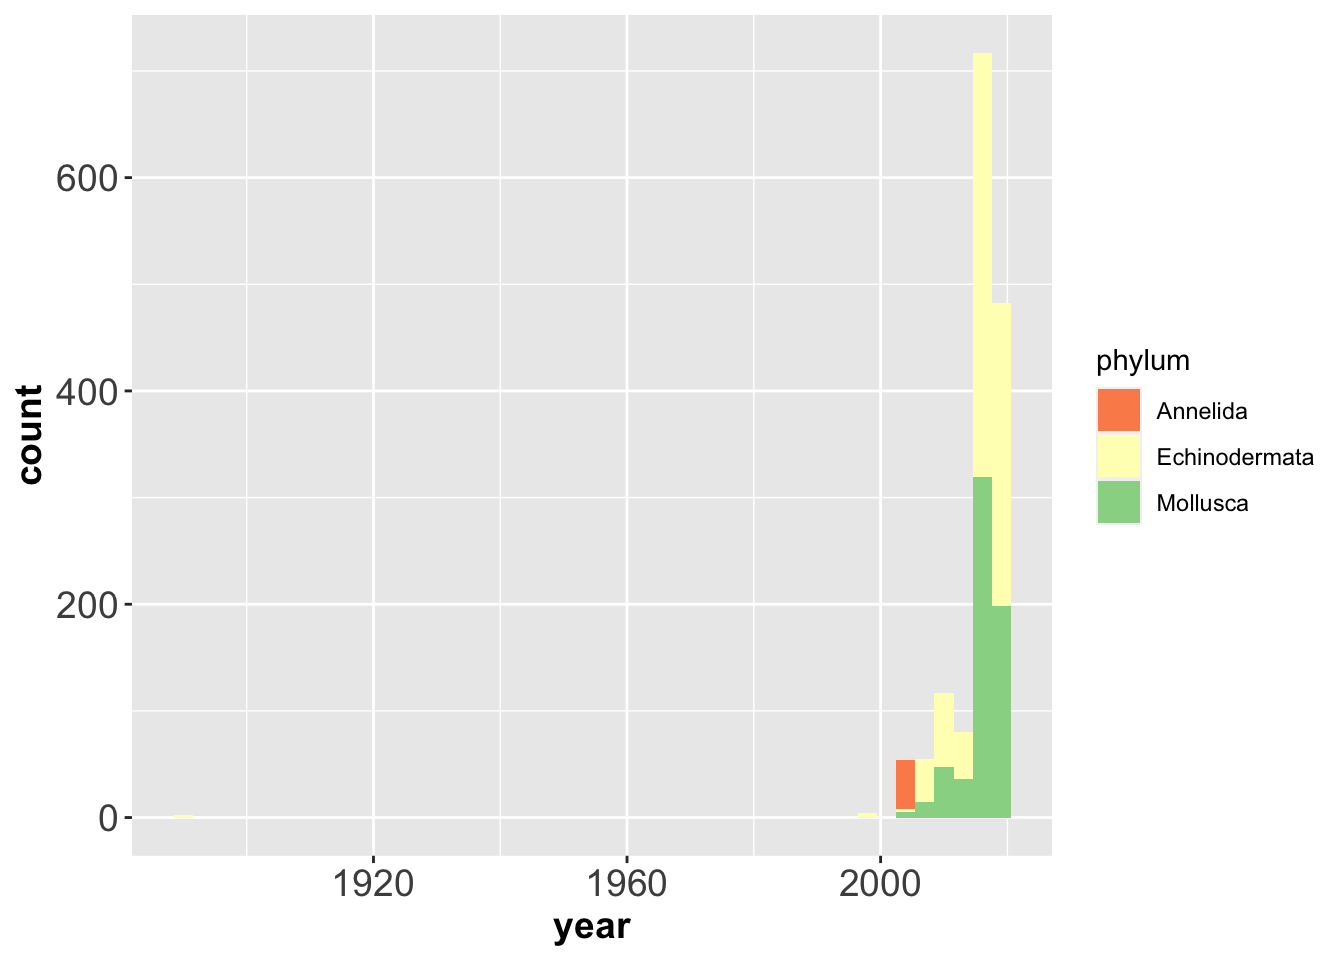 600
400
200
0
count
1920
1960
2000
year
phylum
Annelida
Echinodermata
Mollusca